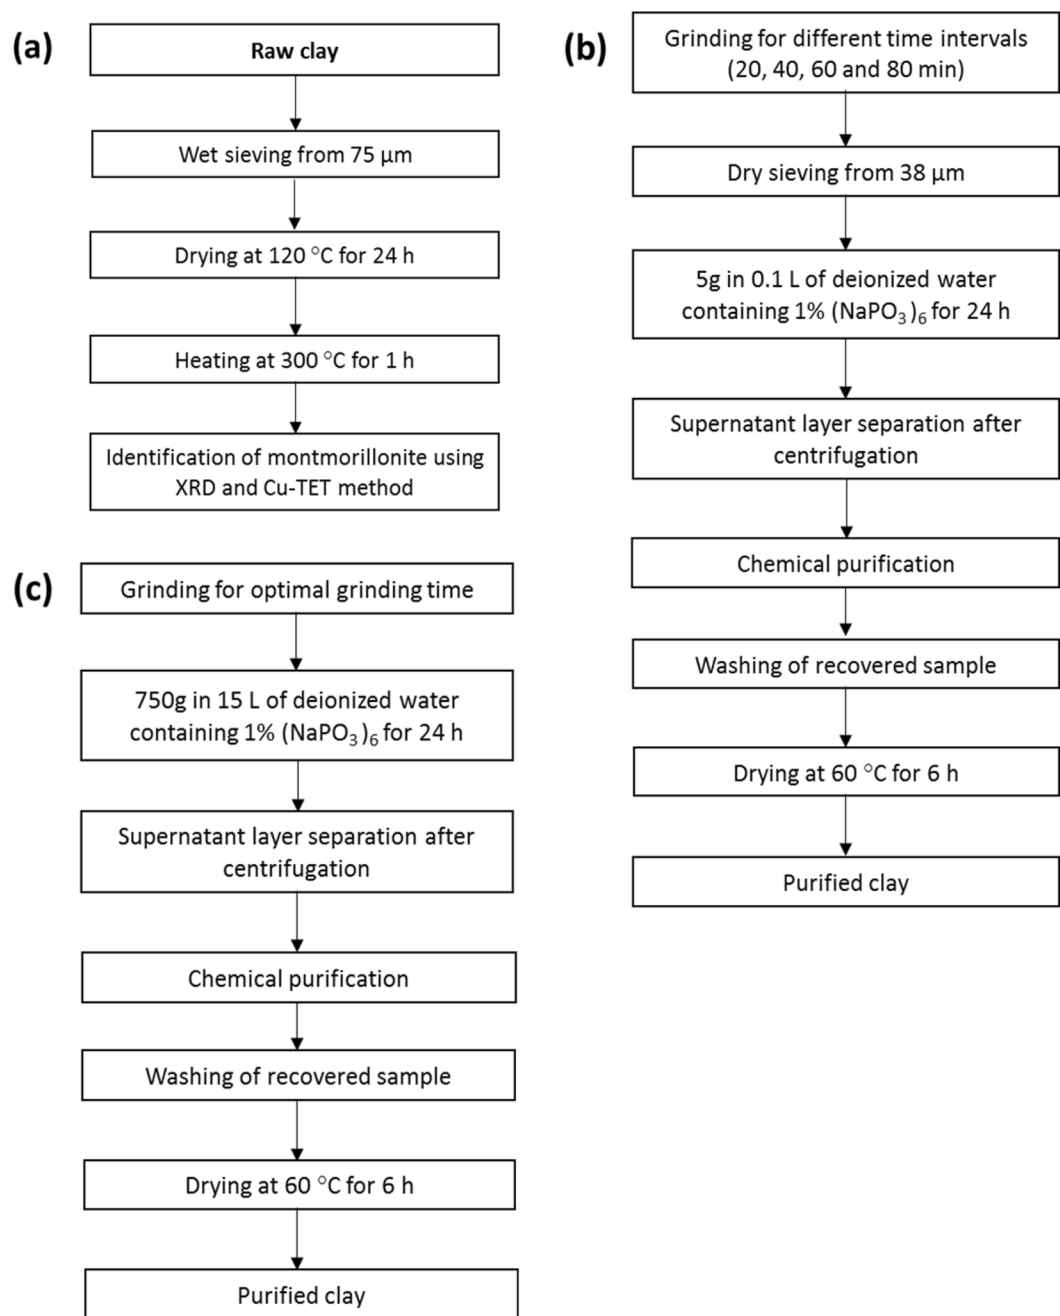 (a)
Raw clay
Wet sieving from 75 µm
Drying at 120 °C for 24 h
Heating at 300 °C for 1 h
Identification of montmorillonite using
XRD and Cu-TET method
(b)
Grinding for different time intervals
(20, 40, 60 and 80 min)
Dry sieving from 38 µm
5g in 0.1 L of deionized water
containing 1% (NaPO₃)₆ for 24 h
Supernatant layer separation after
centrifugation
Chemical purification
Washing of recovered sample
Drying at 60 °C for 6 h
Purified clay
(c)
Grinding for optimal grinding time
750g in 15 L of deionized water
containing 1% (NaPO₃)₆ for 24 h
Supernatant layer separation after
centrifugation
Chemical purification
Washing of recovered sample
Drying at 60 °C for 6 h
Purified clay